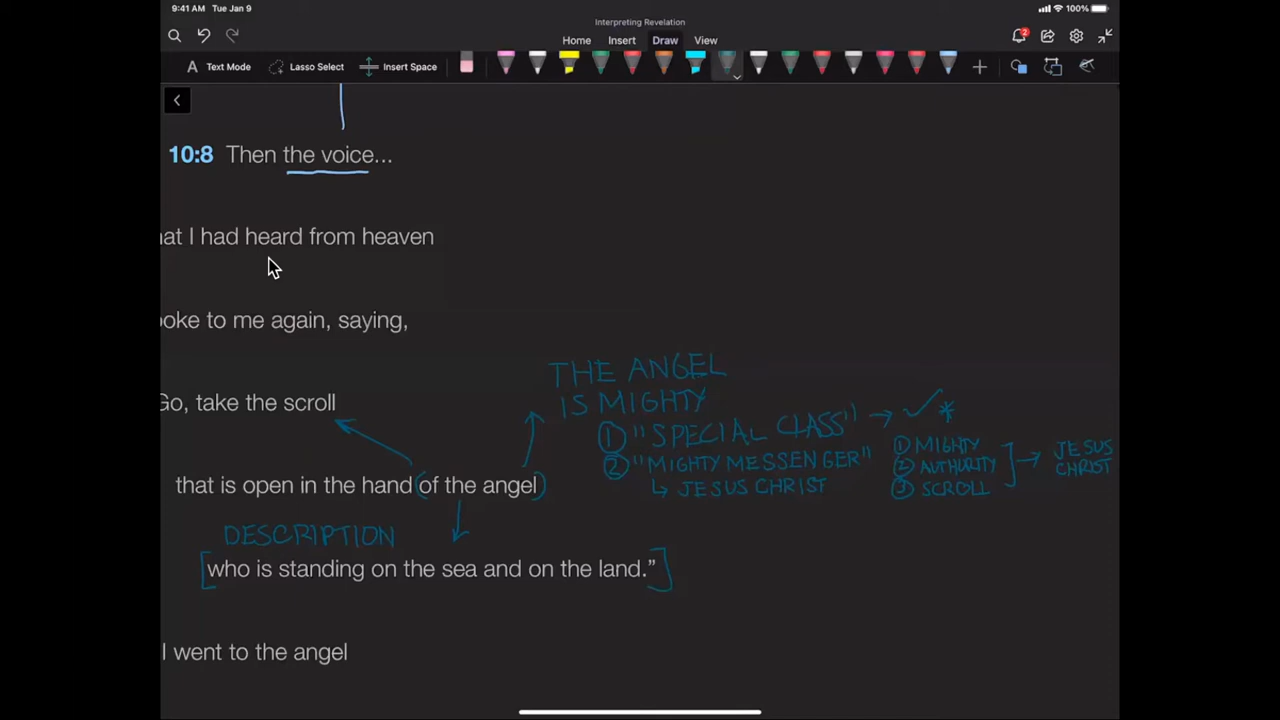 9:41 AM Tue Jan 9
100%
Interpreting Revelation
Home Insert Draw View
2
Text Mode Lasso Select Insert Space
10:8 Then the voice...
at I had heard from heaven
oke to me again, saying,
THE ANGEL
IS MIGHTY
Go, take the scroll
① "SPECIAL CLASS" → ✓ *
② "MIGHTY MESSENGER"
↳ JESUS CHRIST
① MIGHTY
② AUTHORITY
③ SCROLL
→ JESUS
CHRIST
that is open in the hand (of the angel)
DESCRIPTION
[who is standing on the sea and on the land.”]
I went to the angel